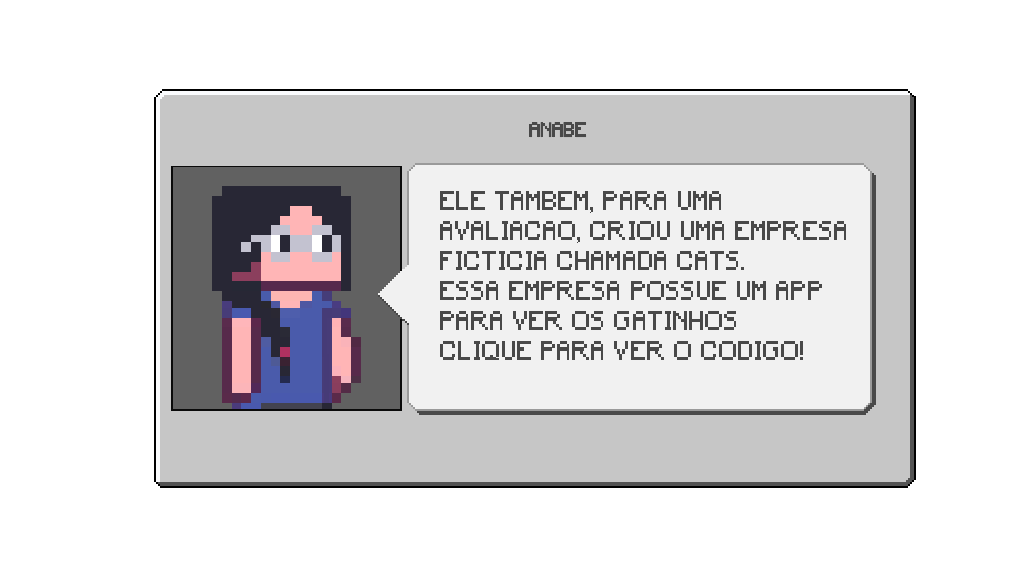 ANABE
ELE TAMBEM, PARA UMA
AVALIACAO, CRIOU UMA EMPRESA
FICTICIA CHAMADA CATS.
ESSA EMPRESA POSSUE UM APP
PARA VER OS GATINHOS
CLIQUE PARA VER O CODIGO!